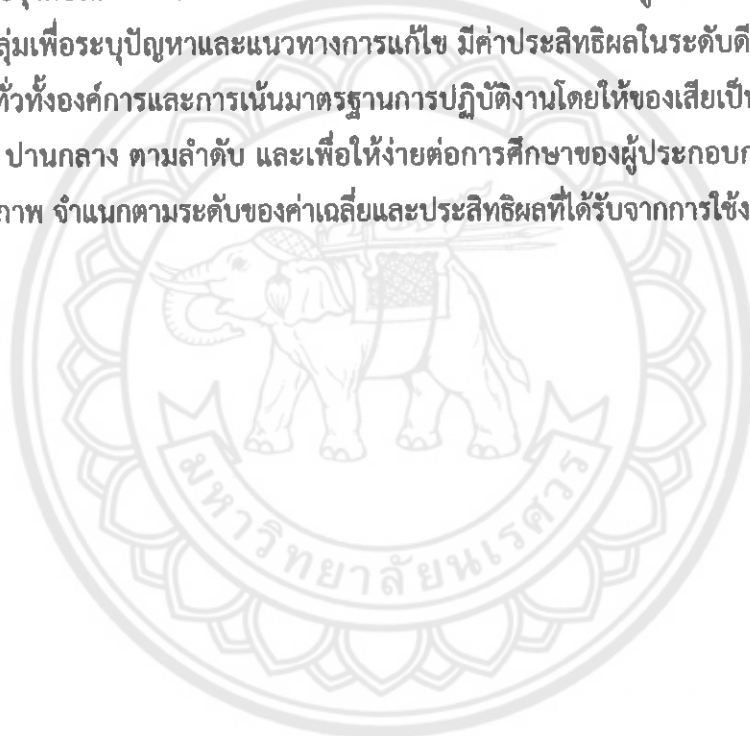 ลุ่มเพื่อระบุปัญหาและแนวทางการแก้ไข มีค่าประสิทธิผลในระดับดี
ทั่วทั้งองค์การและการเน้นมาตรฐานการปฏิบัติงานโดยให้ของเสียเป็น
ปานกลาง ตามลำดับ และเพื่อให้ง่ายต่อการศึกษาของผู้ประกอบก
ภาพ จำแนกตามระดับของค่าเฉลี่ยและประสิทธิผลที่ได้รับจากการใช้ง
มหาวิทยาลัยนเรศวร